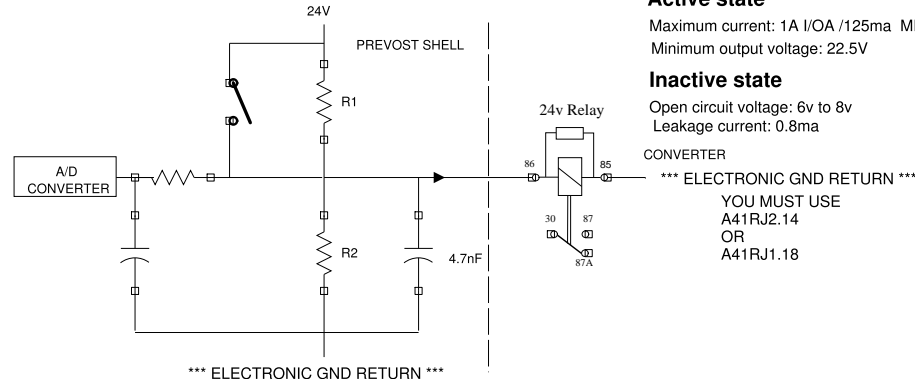 24V
Active state
Maximum current: 1A I/OA /125ma
PREVOST SHELL
Minimum output voltage: 22.5V
Inactive state
R1
24v Relay
Open circuit voltage: 6v to 8v
Leakage current: 0.8ma
A/D
CONVERTER
86
85
CONVERTER
*** ELECTRONIC GND RETURN ***
YOU MUST USE
A41RJ2.14
OR
A41RJ1.18
30
87
87A
R2
4.7nF
*** ELECTRONIC GND RETURN ***